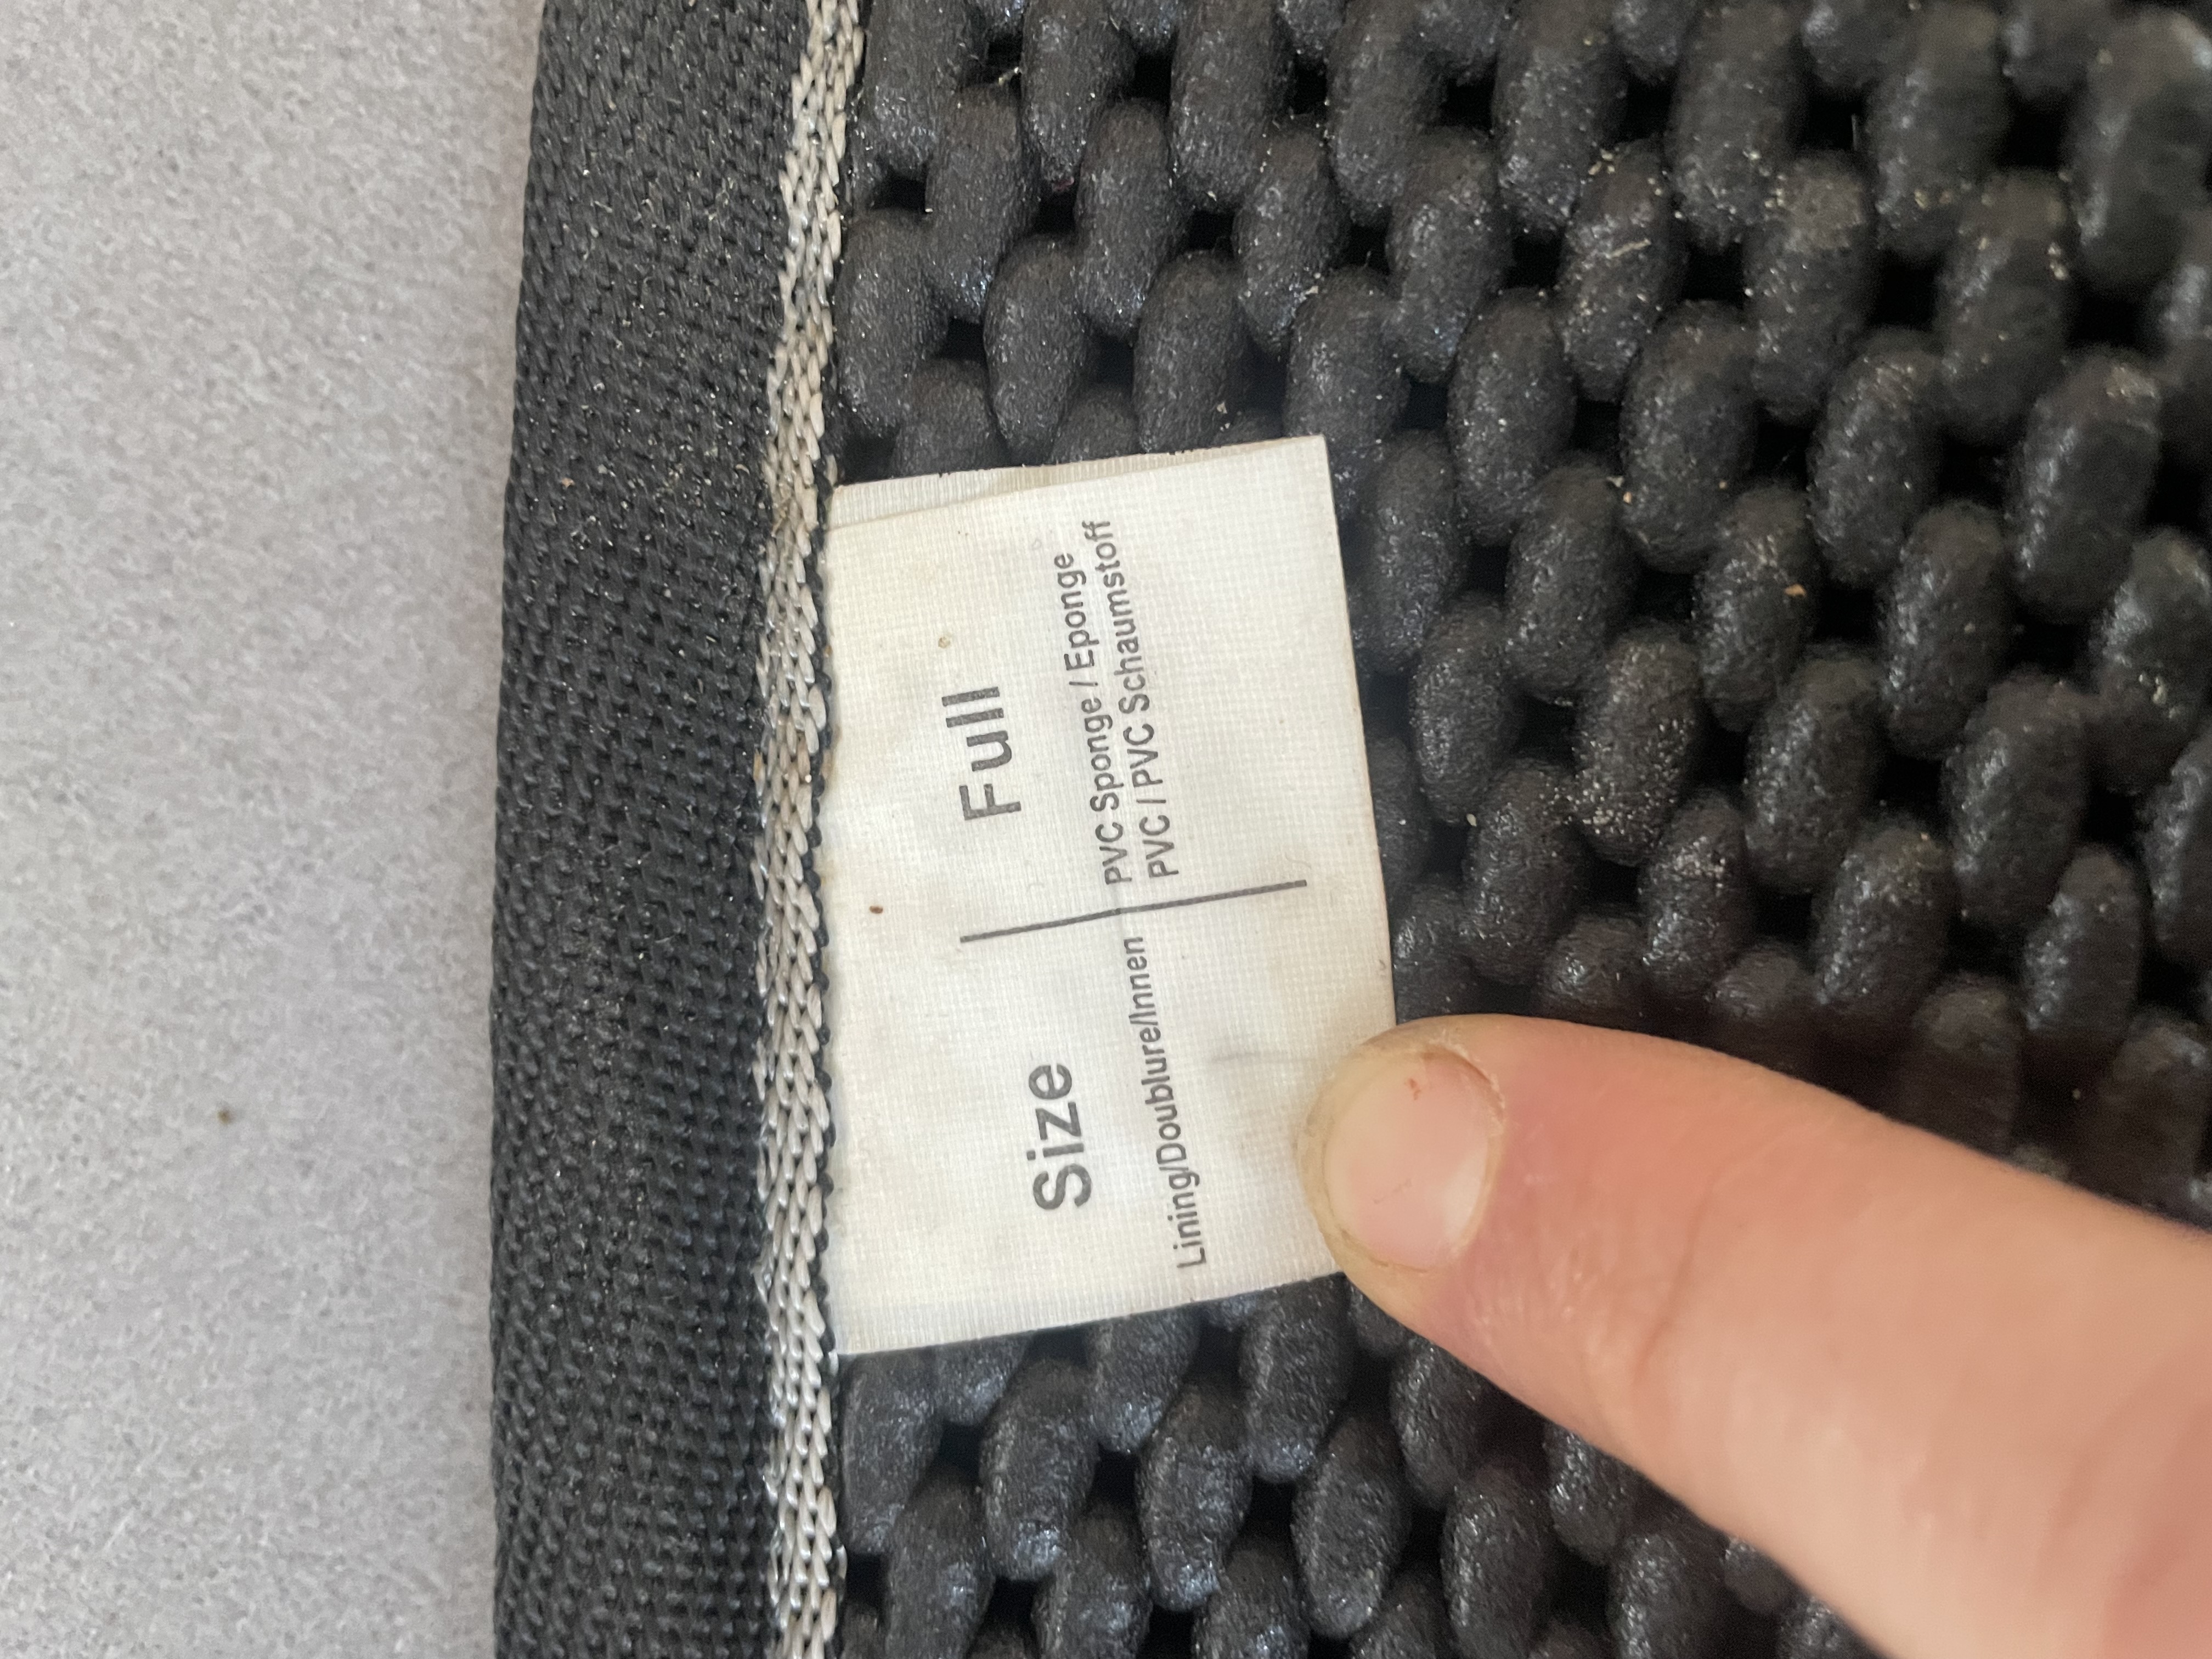 Size Full
Lining/Doublure/Innen PVC Sponge / Eponge
PVC / PVC Schaumstoff